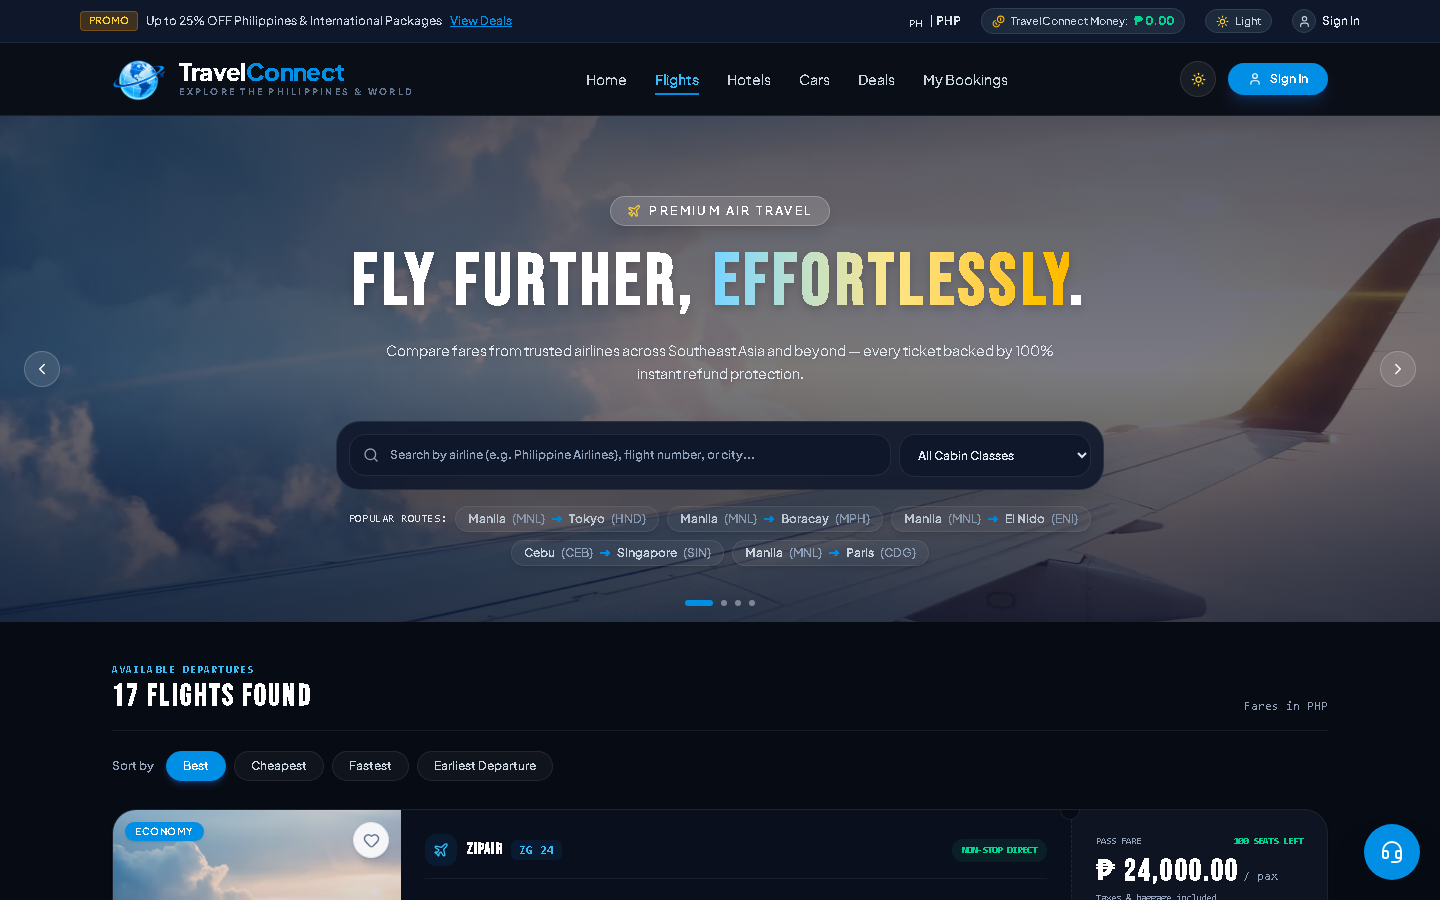 PROMO Up to 25% OFF Philippines & International Packages View Deals
PH | PHP
TravelConnect Money: ₱0.00
Light
Sign In
TravelConnect
EXPLORE THE PHILIPPINES & WORLD
Home Flights Hotels Cars Deals My Bookings
Sign In
PREMIUM AIR TRAVEL
FLY FURTHER, EFFORTLESSLY.
Compare fares from trusted airlines across Southeast Asia and beyond — every ticket backed by 100%
instant refund protection.
Search by airline (e.g. Philippine Airlines), flight number, or city...
All Cabin Classes
POPULAR ROUTES: Manila (MNL) → Tokyo (HND) Manila (MNL) → Boracay (MPH) Manila (MNL) → El Nido (ENI)
Cebu (CEB) → Singapore (SIN) Manila (MNL) → Paris (CDG)
AVAILABLE DEPARTURES
17 FLIGHTS FOUND
Fares in PHP
Sort by Best Cheapest Fastest Earliest Departure
ECONOMY
ZIPAIR ZG 24
NON-STOP DIRECT
PASS FARE
100 SEATS LEFT
₱ 24,000.00 / pax
Taxes & baggage included